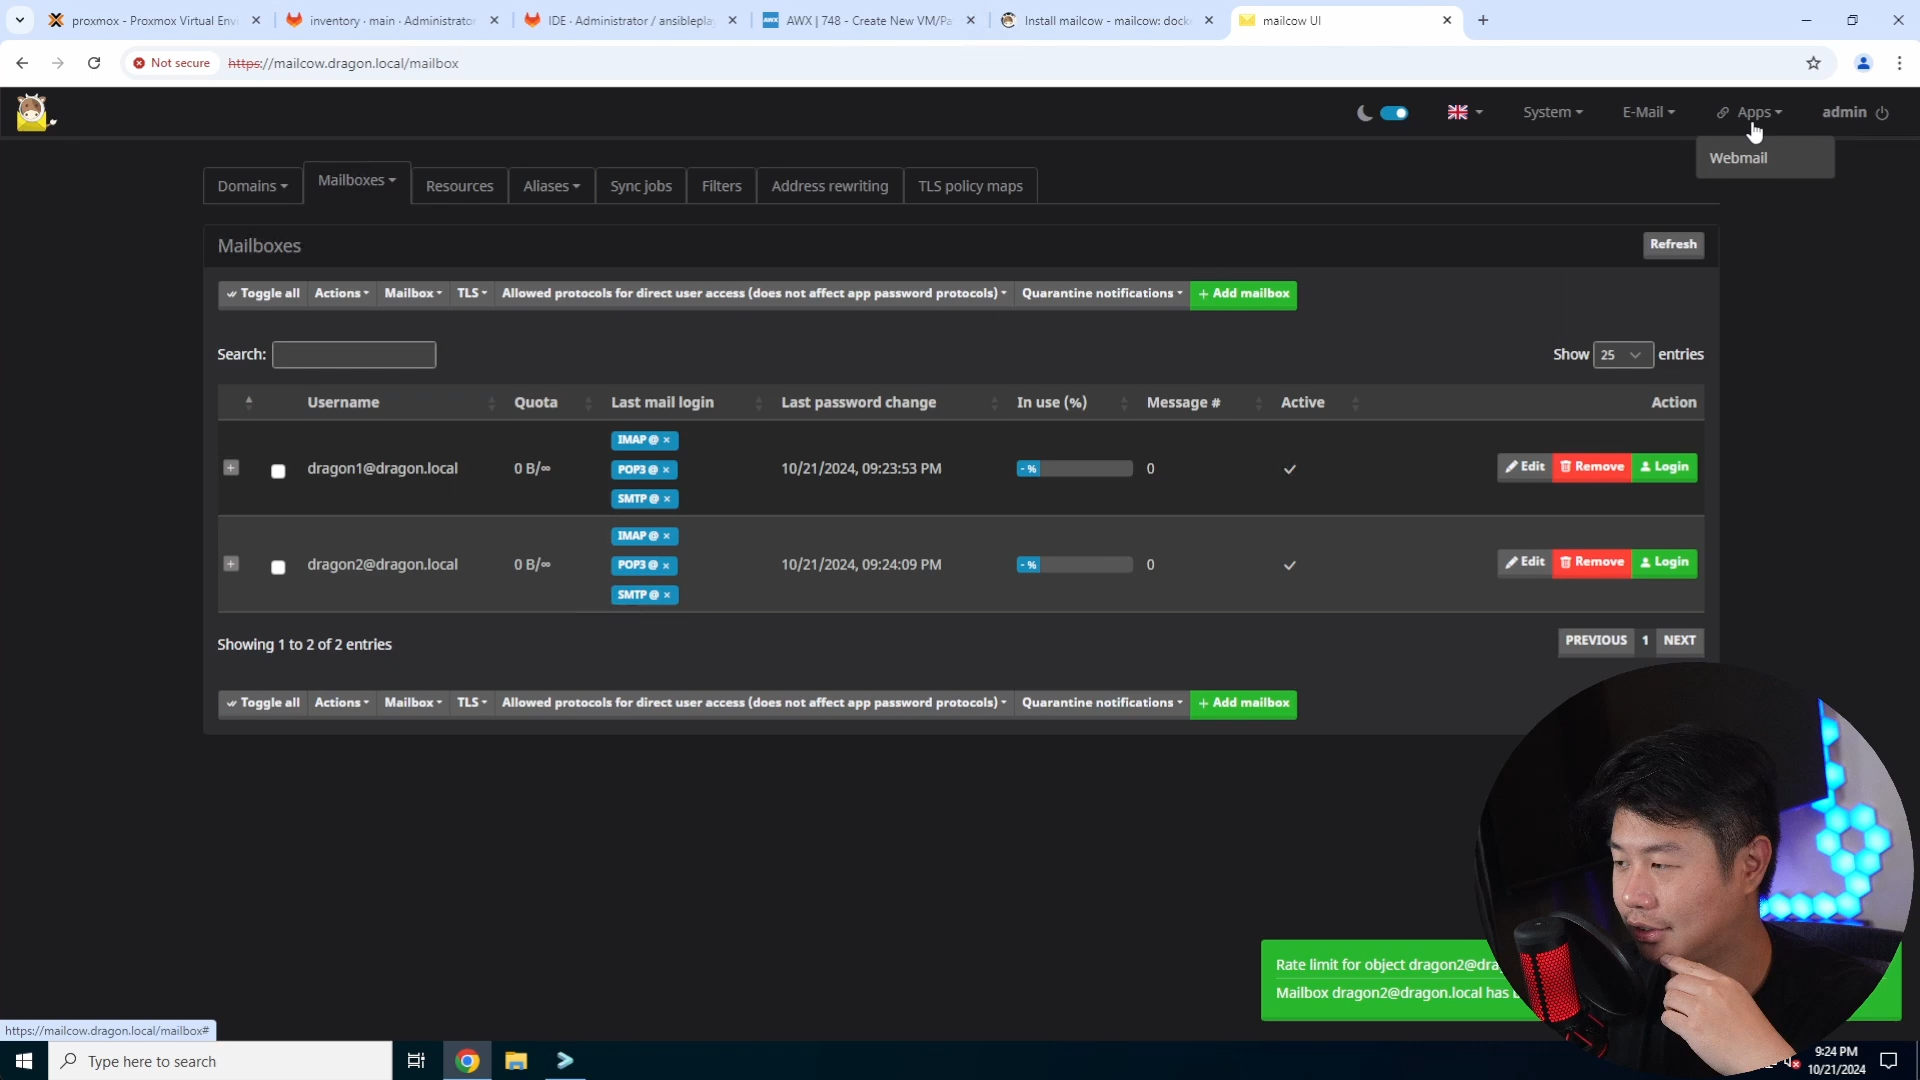 proxmox - Proxmox Virtual Env
inventory · main · Administrator
IDE · Administrator / ansiblepla
AWX | 748 - Create New VM/Pa
Install mailcow - mailcow: dock
mailcow UI
Not secure
https://mailcow.dragon.local/mailbox
System
E-Mail
Apps
admin
Webmail
Domains
Mailboxes
Resources
Aliases
Sync jobs
Filters
Address rewriting
TLS policy maps
Mailboxes
Refresh
Toggle all
Actions
Mailbox
TLS
Allowed protocols for direct user access (does not affect app password protocols)
Quarantine notifications
+ Add mailbox
Search:
Show 25 entries
Username Quota Last mail login Last password change In use (%) Message # Active Action
IMAP @ ×
dragon1@dragon.local 0 B/∞ POP3 @ × 10/21/2024, 09:23:53 PM - % 0 Edit Remove Login
SMTP @ ×
IMAP @ ×
dragon2@dragon.local 0 B/∞ POP3 @ × 10/21/2024, 09:24:09 PM - % 0 Edit Remove Login
SMTP @ ×
Showing 1 to 2 of 2 entries
PREVIOUS 1 NEXT
Toggle all
Actions
Mailbox
TLS
Allowed protocols for direct user access (does not affect app password protocols)
Quarantine notifications
+ Add mailbox
Rate limit for object dragon2@dra
Mailbox dragon2@dragon.local has
https://mailcow.dragon.local/mailbox#
Type here to search
9:24 PM
10/21/2024